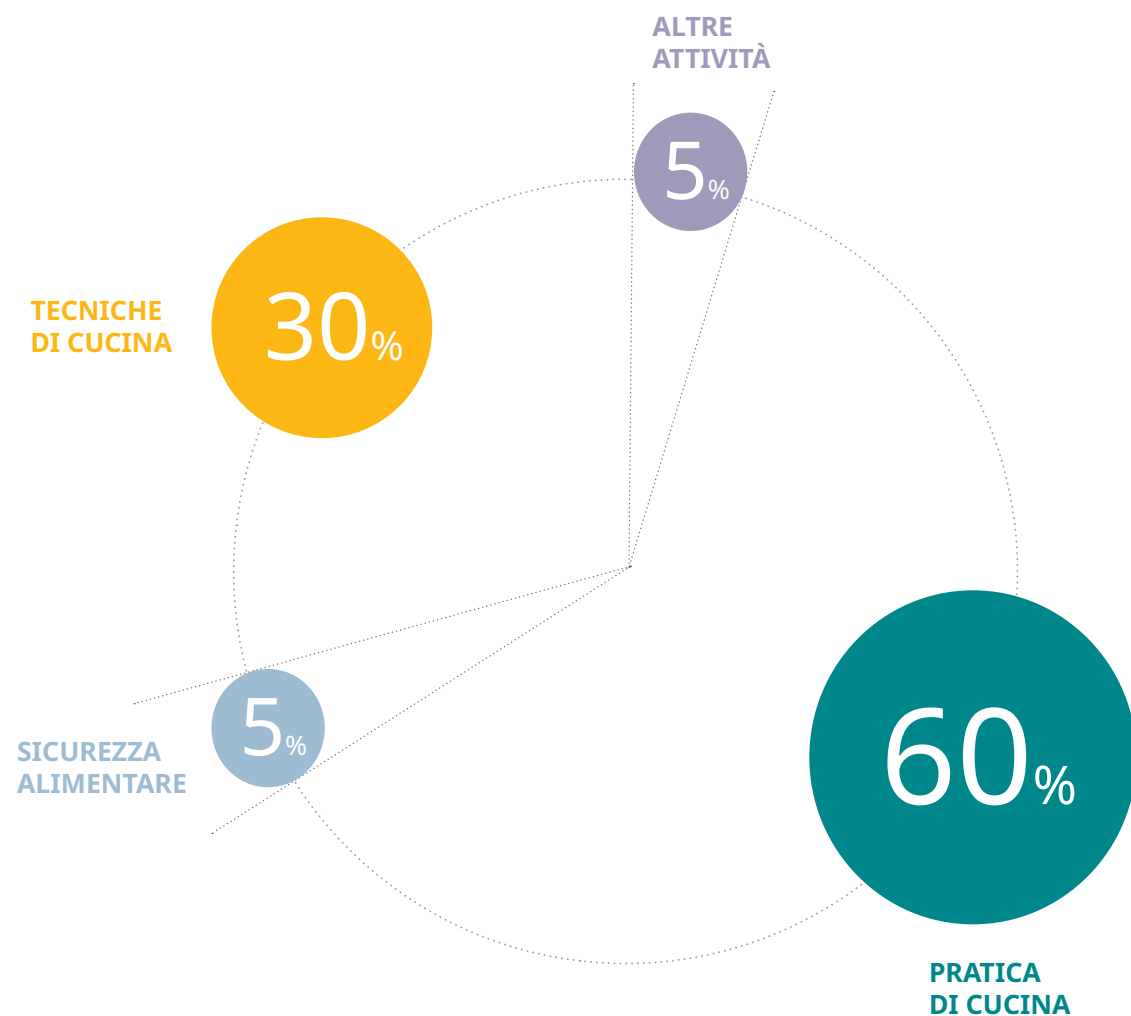 ALTRE
ATTIVITÀ
5%
TECNICHE
DI CUCINA
30%
SICUREZZA
ALIMENTARE
5%
60%
PRATICA
DI CUCINA